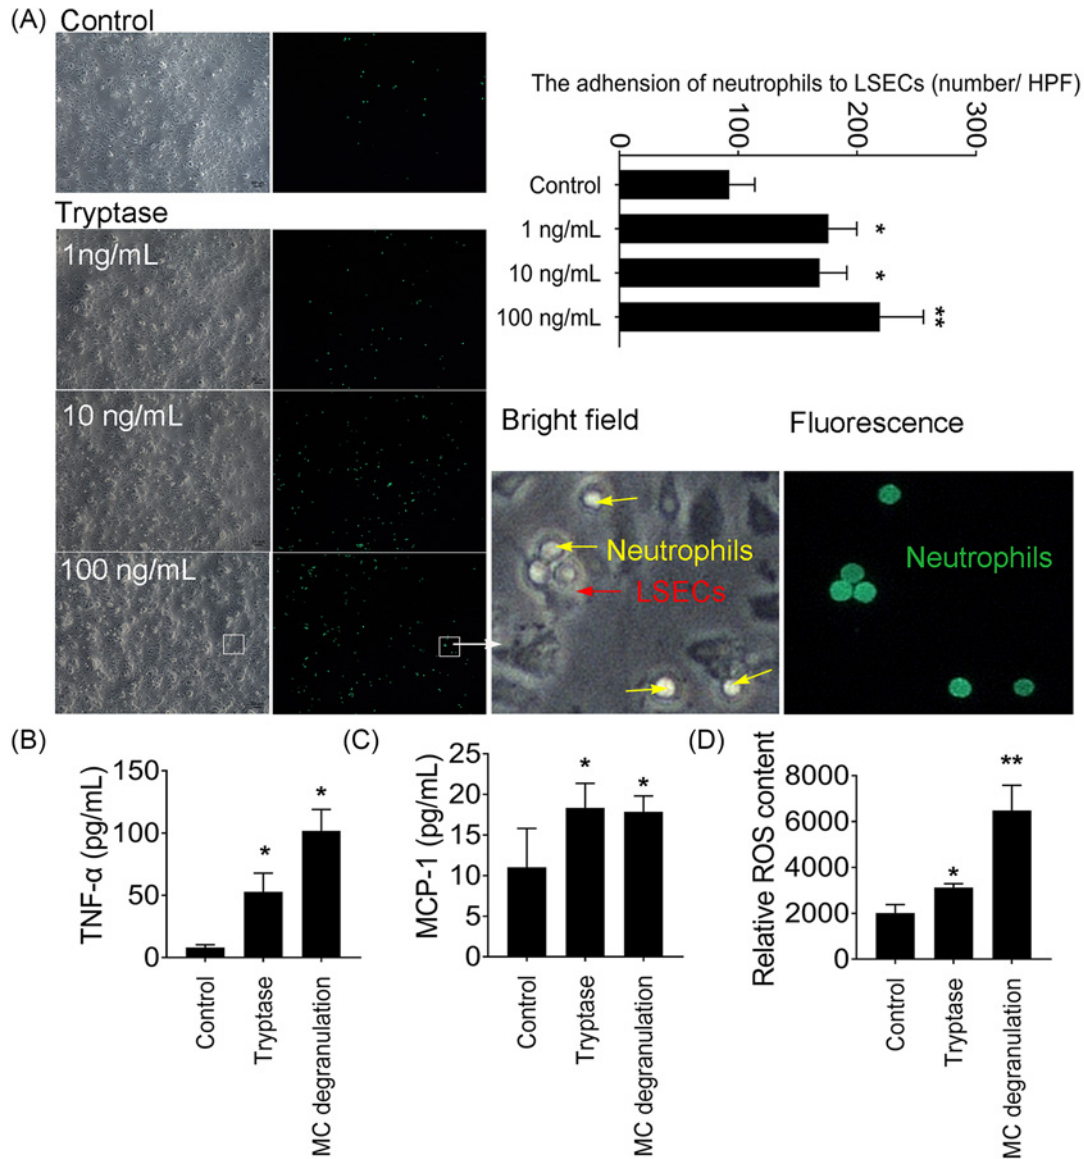 (A)
Control
The adhension of neutrophils to LSECs (number/ HPF)
0 100 200 300
Control
1 ng/mL *
10 ng/mL *
100 ng/mL **
Tryptase
1ng/mL
10 ng/mL
100 ng/mL
Bright field
Fluorescence
Neutrophils
LSECs
Neutrophils
(B)
TNF-α (pg/mL)
150
100
50
0
*
*
Control
Tryptase
MC degranulation
(C)
MCP-1 (pg/mL)
25
20
15
10
5
0
*
*
Control
Tryptase
MC degranulation
(D)
Relative ROS content
8000
6000
4000
2000
0
*
**
Control
Tryptase
MC degranulation